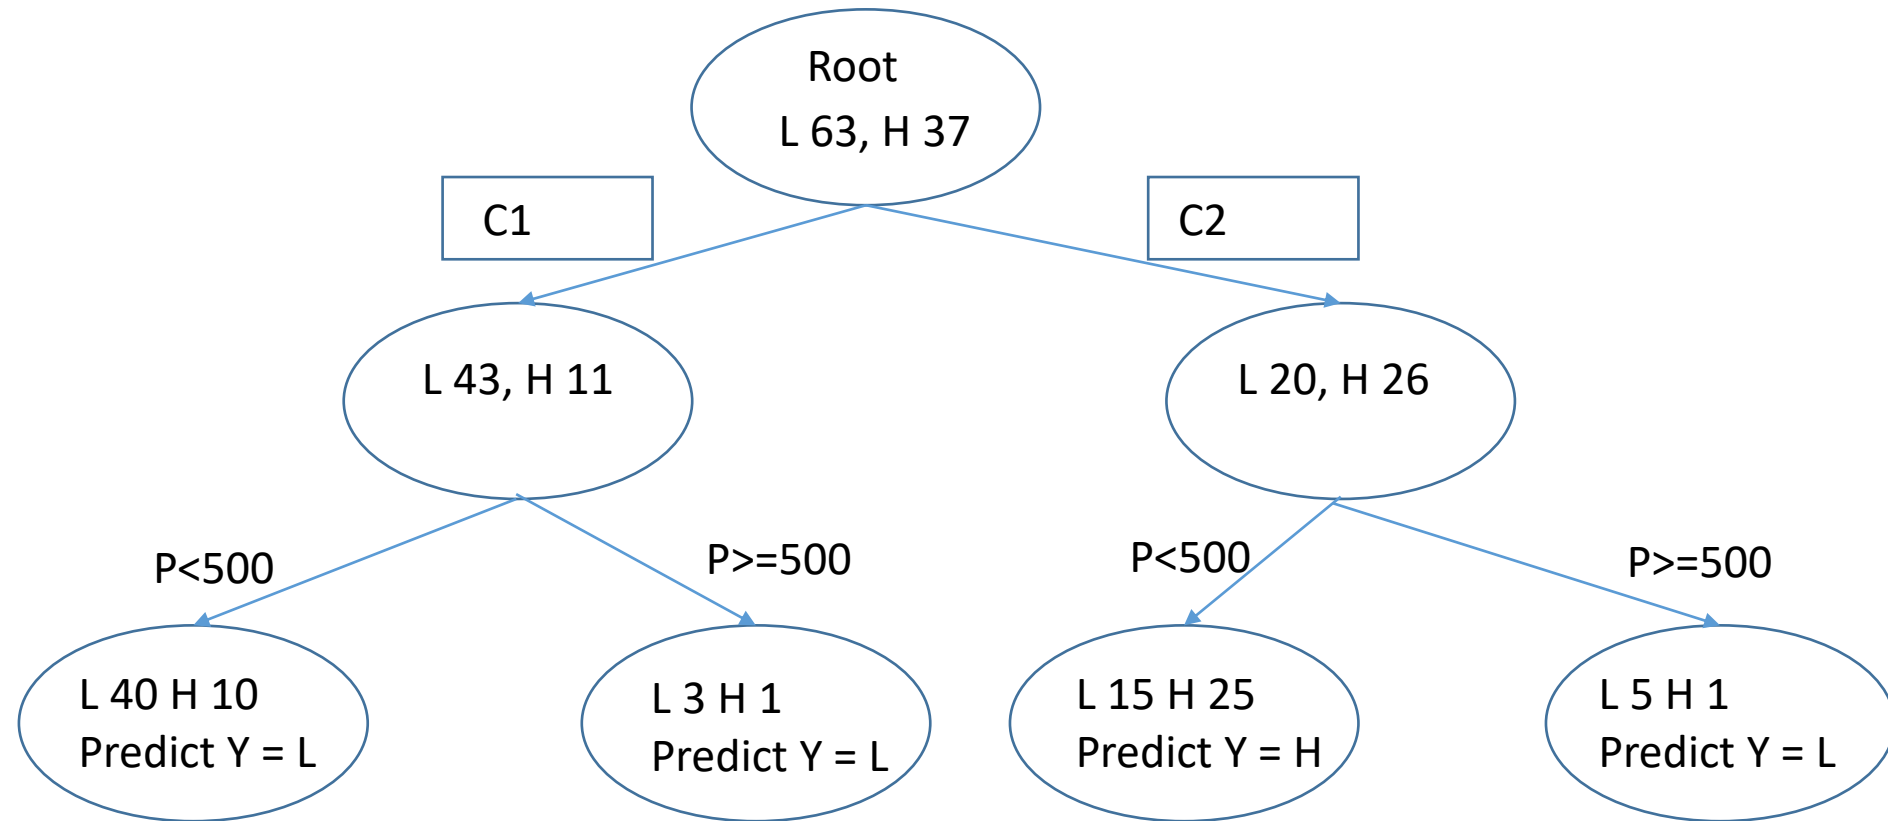 Root
L 63, H 37
C1
C2
L 43, H 11
L 20, H 26
P<500
P>=500
P<500
P>=500
L 40 H 10
Predict Y = L
L 3 H 1
Predict Y = L
L 15 H 25
Predict Y = H
L 5 H 1
Predict Y = L